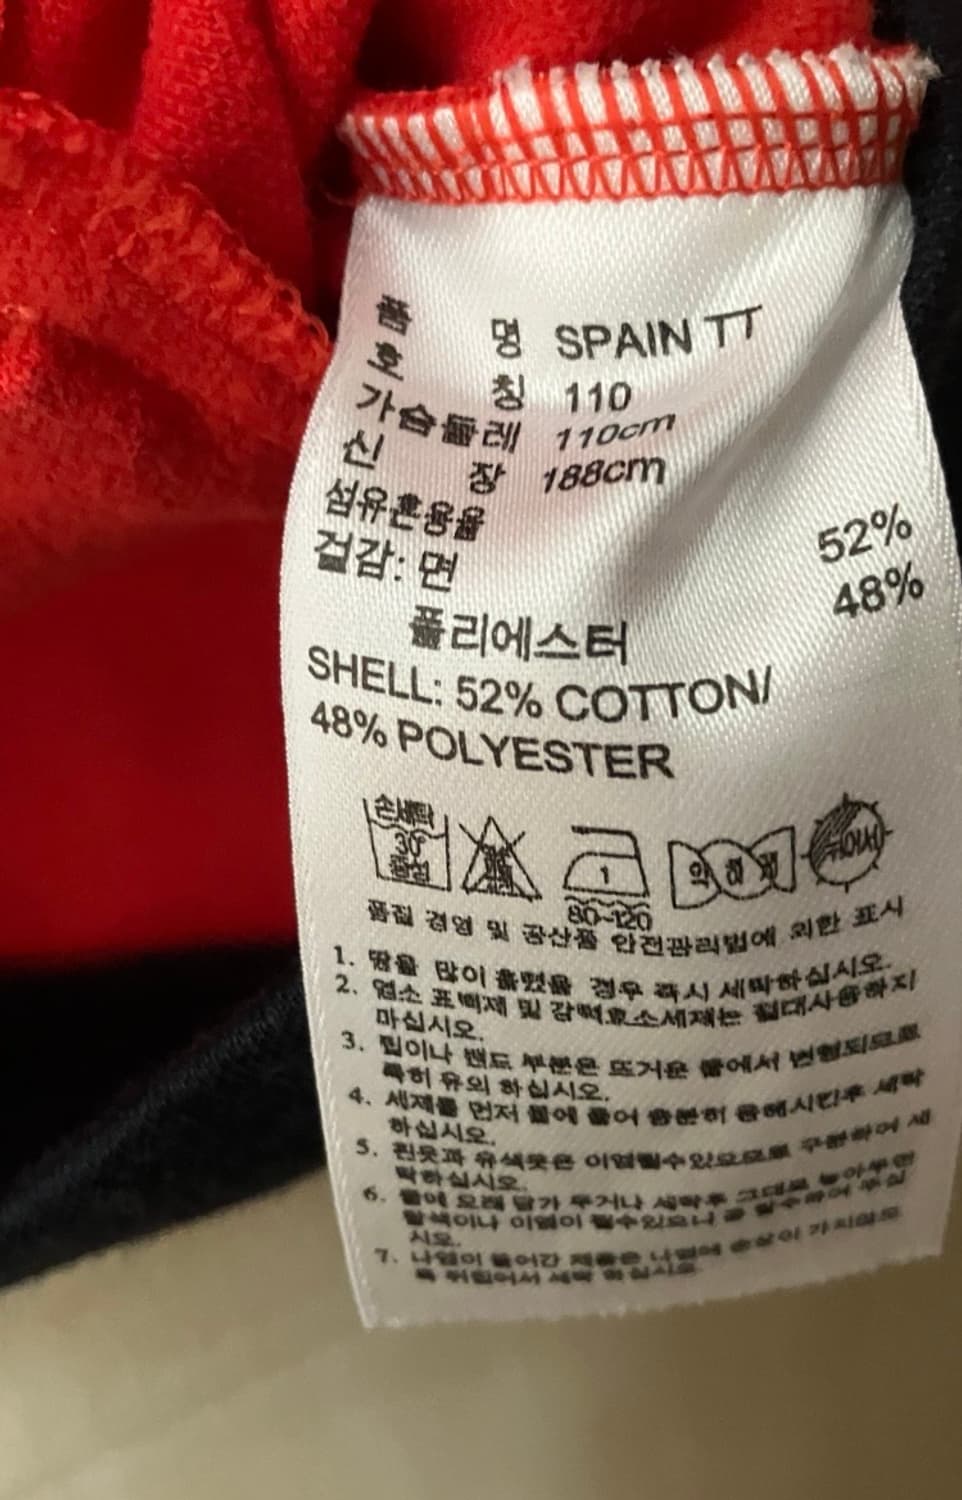 품 명 SPAIN TT
호 칭 110
가슴둘레 110cm
신 장 188cm
섬유혼용율
겉감: 면 52%
폴리에스터 48%
SHELL: 52% COTTON/
48% POLYESTER
손세탁
30°
중성
1
80~120
약하게
뉘어서
품질 경영 및 공산품 안전관리법에 의한 표시
1. 땀을 많이 흘렸을 경우 즉시 세탁하십시오.
2. 염소 표백제 및 강력효소세제는 절대사용하지
마십시오.
3. 립이나 밴드 부분은 뜨거운 물에서 변형되므로
특히 유의 하십시오.
4. 세제를 먼저 물에 풀어 충분히 용해시킨후 세탁
하십시오.
5. 흰옷과 유색옷은 이염될수있으므로 구분하여 세
탁하십시오.
6. 물에 오래 담가 두거나 세탁후 그대로 놓아두면
탈색이나 이염이 될수있으니
시오.
7. 나염이 들어간 제품은 나염에 손상이 가지않도
록 뒤집어서 세탁 하십시오.